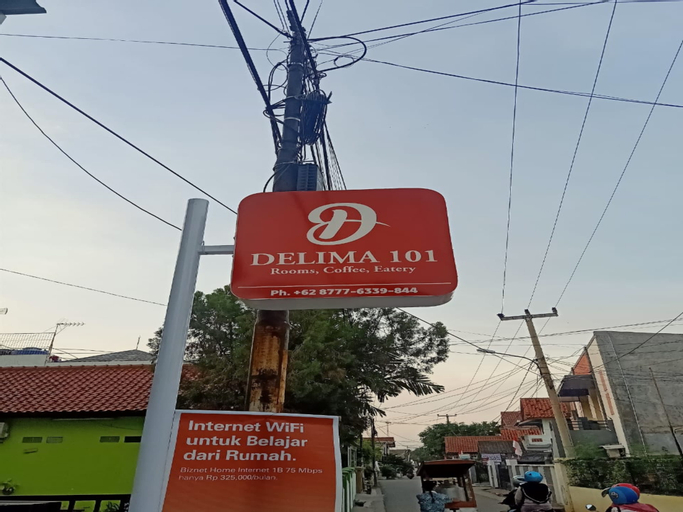 DELIMA 101
Rooms, Coffee, Eatery
Ph. +62 8777-6339-844
Internet WiFi
untuk Belajar
dari Rumah.
Biznet Home Internet 1B 75 Mbps
hanya Rp 325.000/bulan.